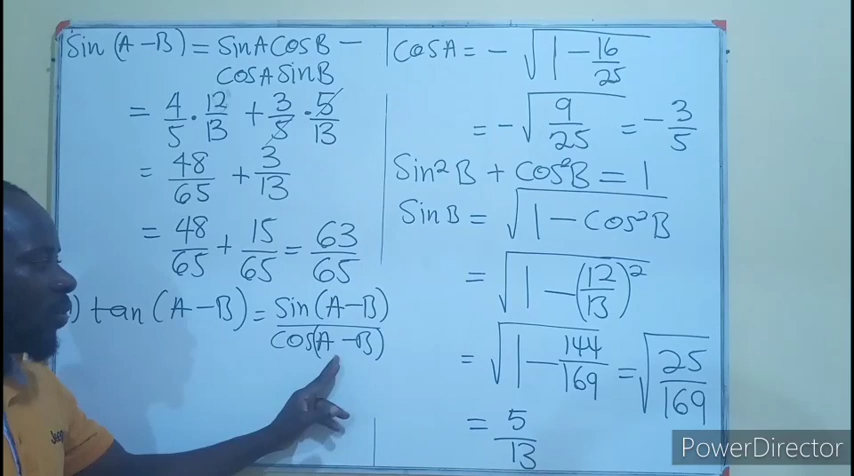 Sin (A-B) = SinA cosB -
cosA sinB
= 4/5 · 12/13 + 3/5 · 5/13
= 48/65 + 3/13
= 48/65 + 15/65 = 63/65
) tan (A-B) = Sin (A-B)/cos(A-B)
cosA = - √(1 - 16/25)
= -√(9/25) = -3/5
Sin²B + cos²B = 1
Sin B = √(1 - cos²B)
= √(1 - (12/13)²)
= √(1 - 144/169) = √(25/169)
= 5/13
PowerDirector
PowerDirector